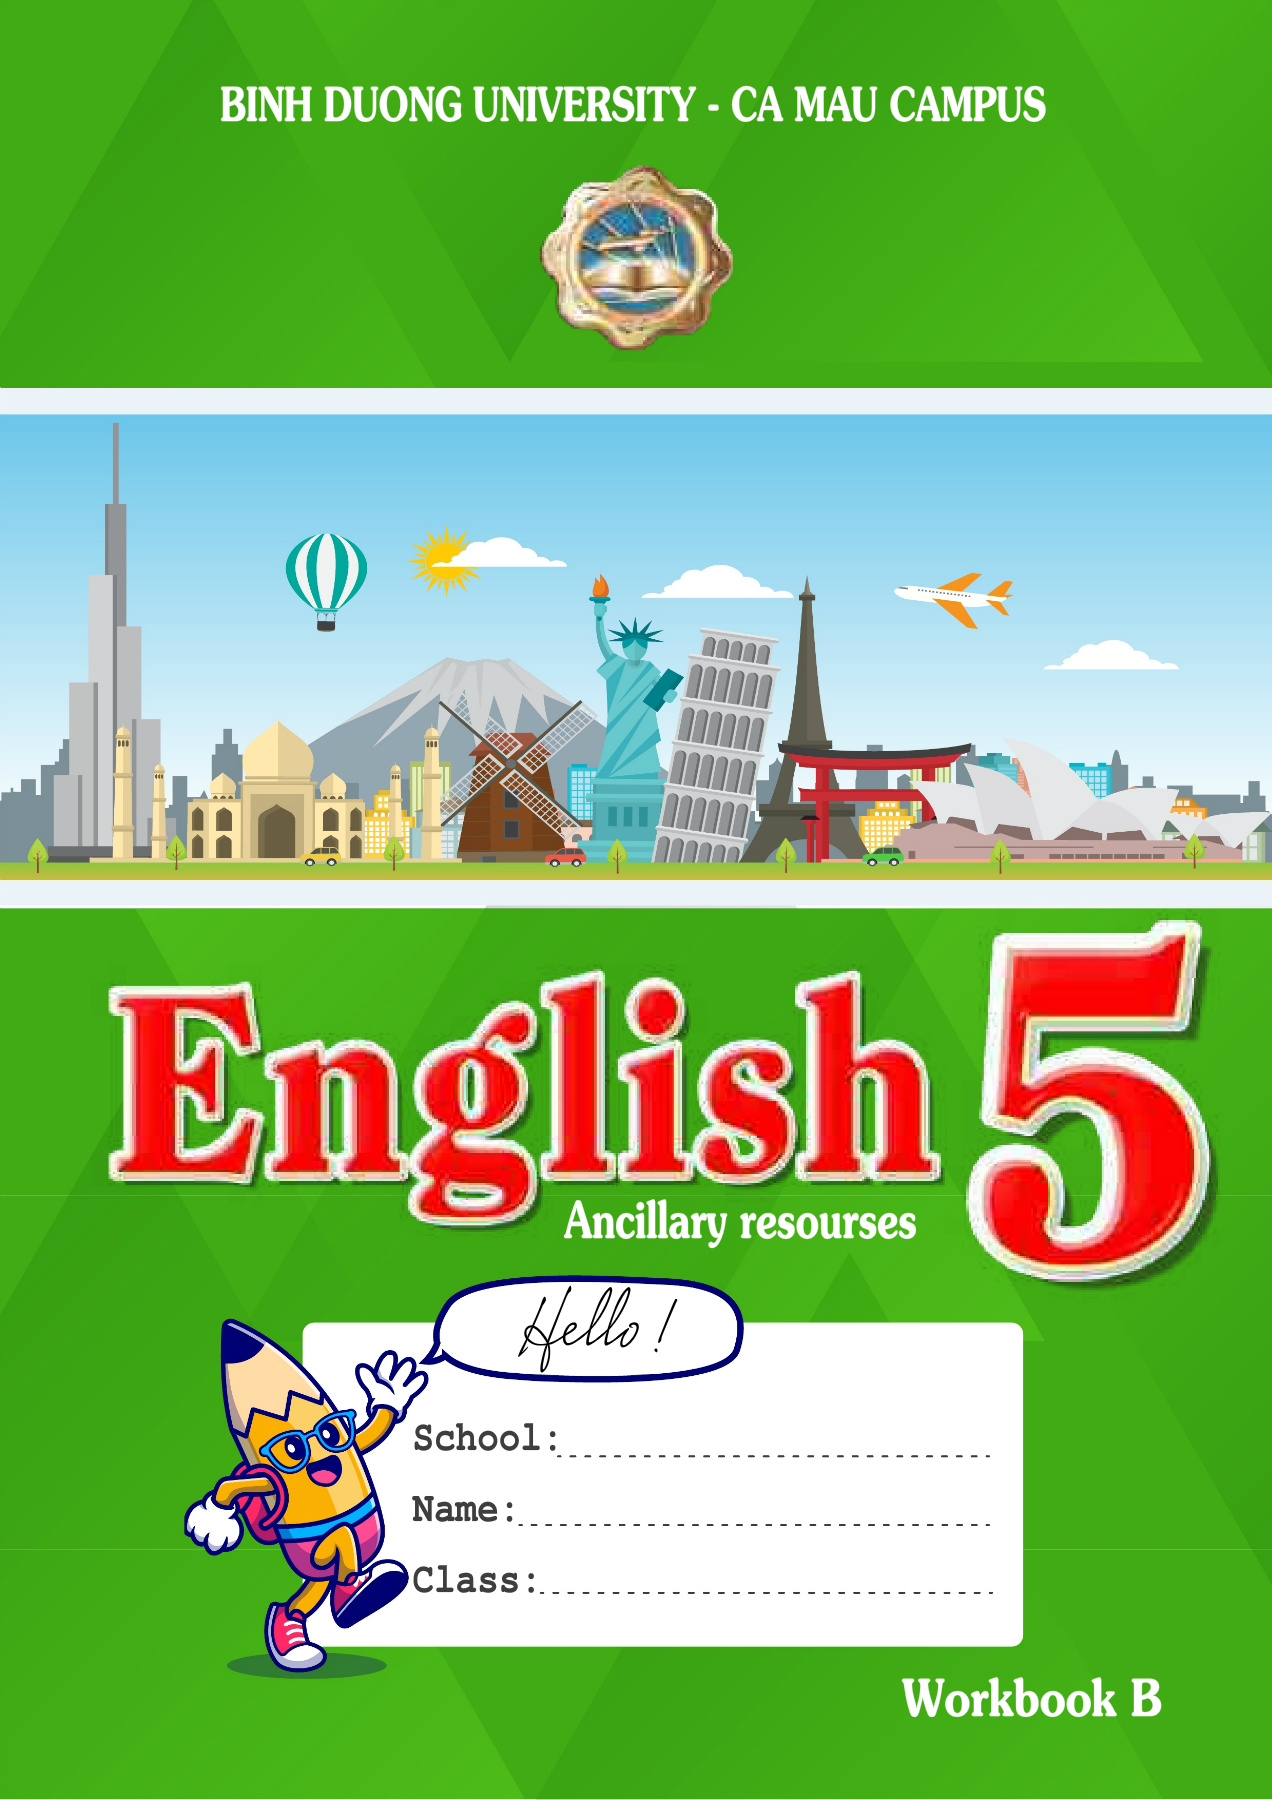 BINH DUONG UNIVERSITY - CA MAU CAMPUS
English 5
Ancillary resourses
Hello!
School:
Name:
Class:
Workbook B